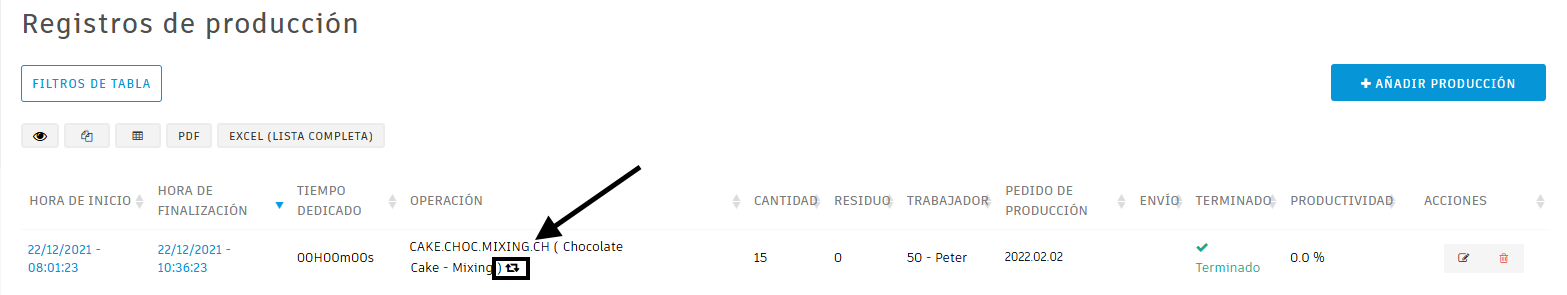 Registros de producción
FILTROS DE TABLA
AÑADIR PRODUCCIÓN
PDF
EXCEL (LISTA COMPLETA)
HORA DE INICIO
HORA DE
FINALIZACIÓN
TIEMPO
DEDICADO
OPERACIÓN
CANTIDAD
RESIDUO
TRABAJADOR
PEDIDO DE
PRODUCCIÓN
ENVÍO
TERMINADO
PRODUCTIVIDAD
ACCIONES
22/12/2021 -
08:01:23
22/12/2021 -
10:36:23
00H00m00s
CAKE.CHOC.MIXING.CH ( Chocolate
Cake - Mixing )
15
0
50 - Peter
2022.02.02
Terminado
0.0 %